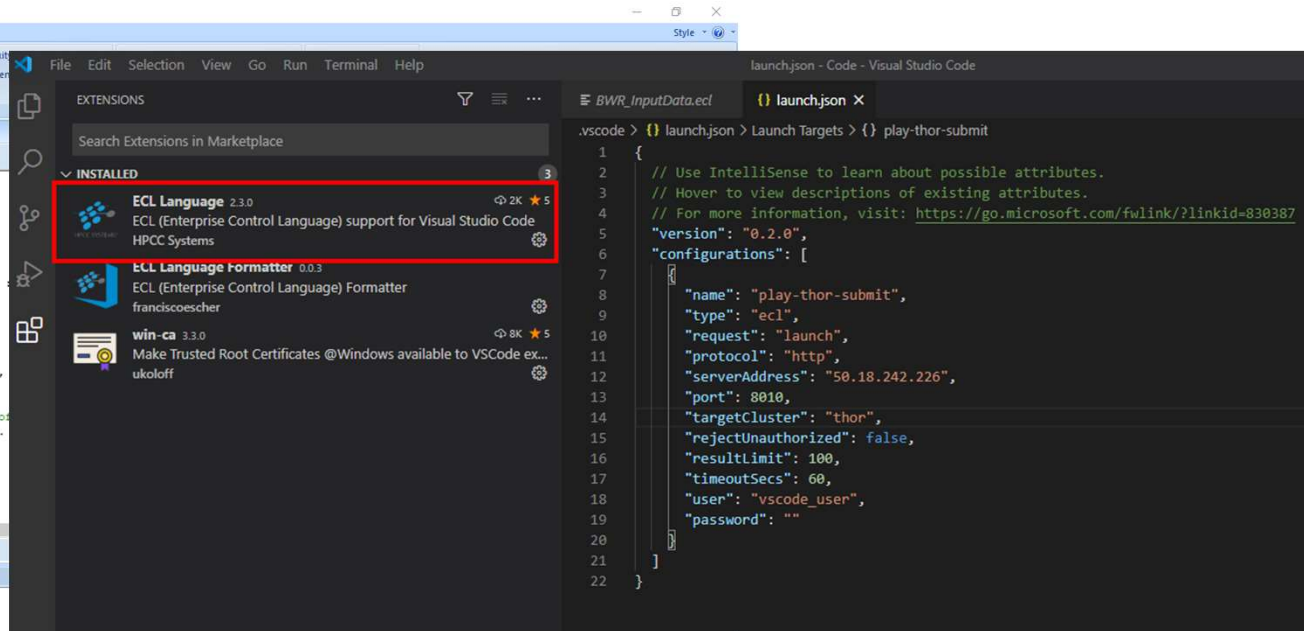 Style
File Edit Selection View Go Run Terminal Help
launch.json - Code - Visual Studio Code
EXTENSIONS
Search Extensions in Marketplace
INSTALLED 3
ECL Language 2.3.0 2K ★ 5
ECL (Enterprise Control Language) support for Visual Studio Code
HPCC Systems
ECL Language Formatter 0.0.3
ECL (Enterprise Control Language) Formatter
franciscoescher
win-ca 3.3.0 8K ★ 5
Make Trusted Root Certificates @Windows available to VSCode ex...
ukoloff
BWR_InputData.ecl
{} launch.json ×
.vscode > {} launch.json > Launch Targets > {} play-thor-submit
1 {
2 // Use IntelliSense to learn about possible attributes.
3 // Hover to view descriptions of existing attributes.
4 // For more information, visit: https://go.microsoft.com/fwlink/?linkid=830387
5 "version": "0.2.0",
6 "configurations": [
7 {
8 "name": "play-thor-submit",
9 "type": "ecl",
10 "request": "launch",
11 "protocol": "http",
12 "serverAddress": "50.18.242.226",
13 "port": 8010,
14 "targetCluster": "thor",
15 "rejectUnauthorized": false,
16 "resultLimit": 100,
17 "timeoutSecs": 60,
18 "user": "vscode_user",
19 "password": ""
20 }
21 ]
22 }